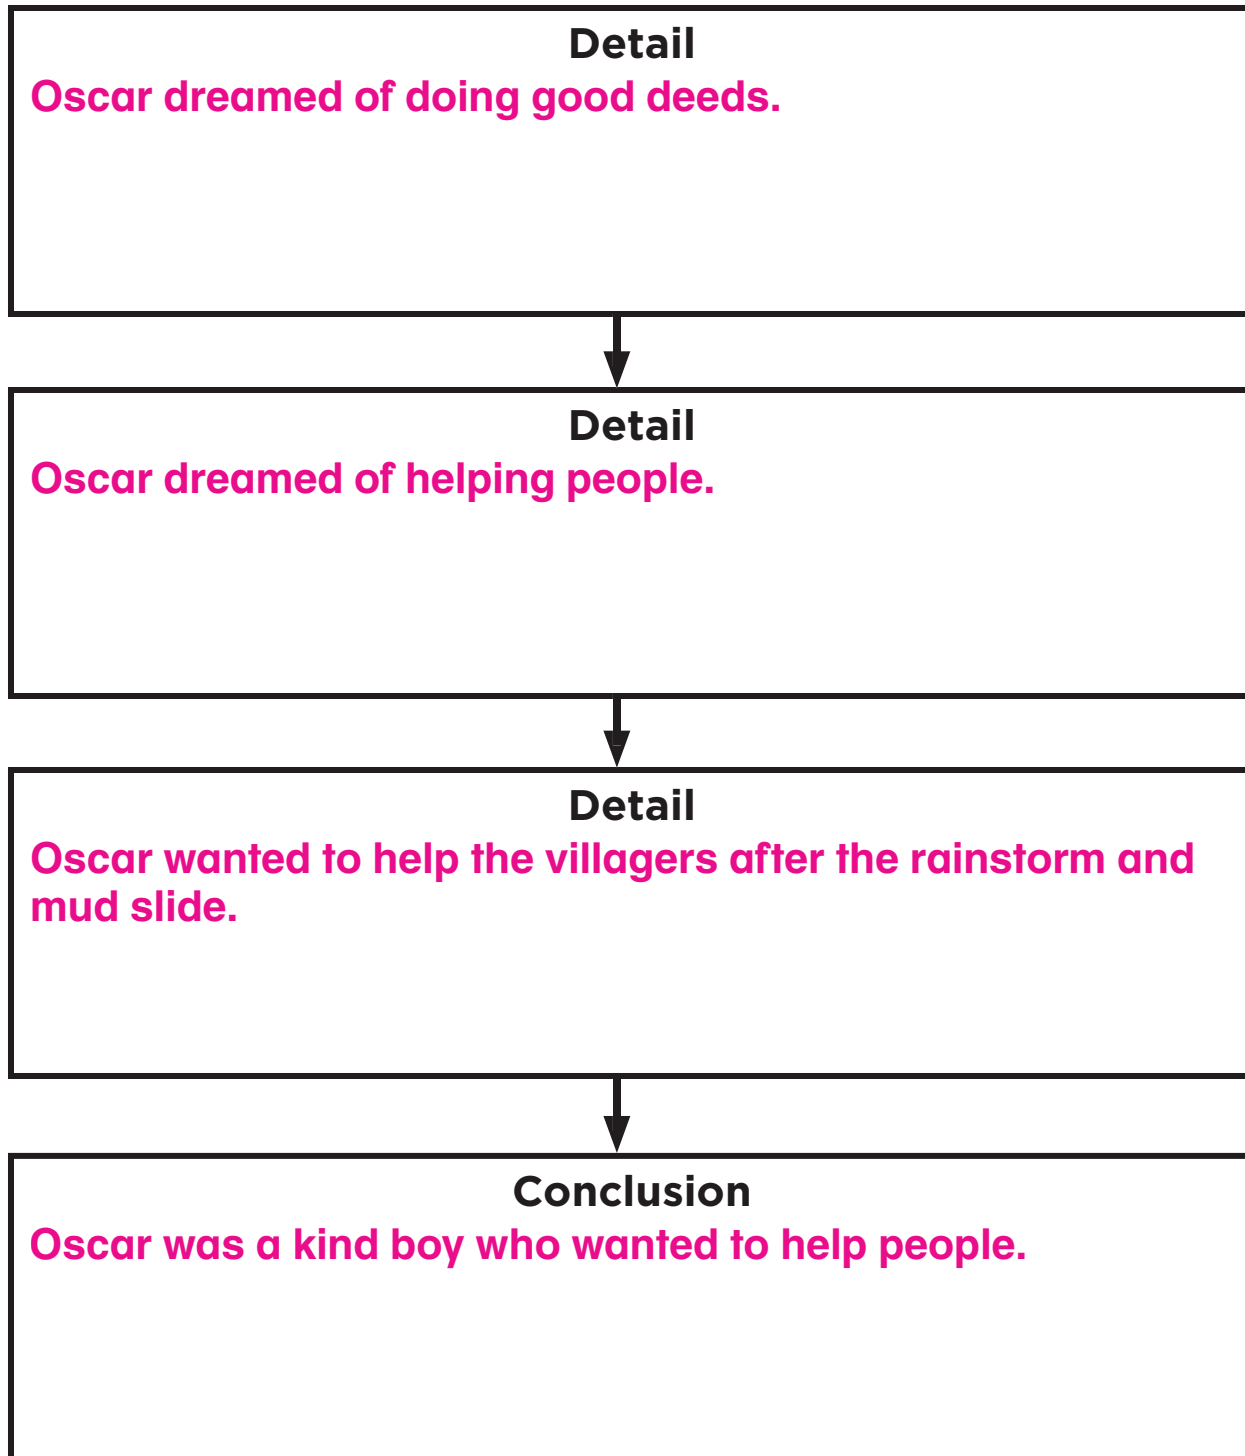 Detail
Oscar dreamed of doing good deeds.
Detail
Oscar dreamed of helping people.
Detail
Oscar wanted to help the villagers after the rainstorm and
mud slide.
Conclusion
Oscar was a kind boy who wanted to help people.